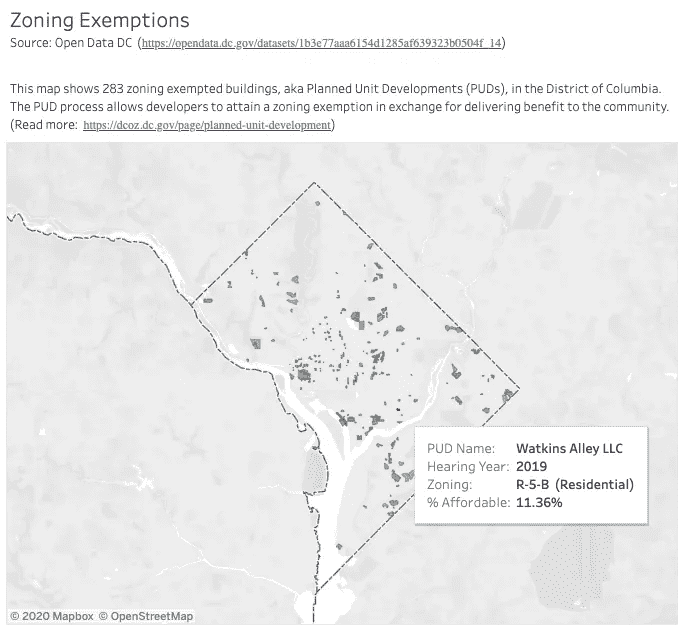 Zoning Exemptions
Source: Open Data DC (https://opendata.dc.gov/datasets/1b3e77aaa6154d1285af639323b0504f_14)
This map shows 283 zoning exempted buildings, aka Planned Unit Developments (PUDs), in the District of Columbia.
The PUD process allows developers to attain a zoning exemption in exchange for delivering benefit to the community.
(Read more: https://dcoz.dc.gov/page/planned-unit-development)
PUD Name: Watkins Alley LLC
Hearing Year: 2019
Zoning: R-5-B (Residential)
% Affordable: 11.36%
© 2020 Mapbox © OpenStreetMap